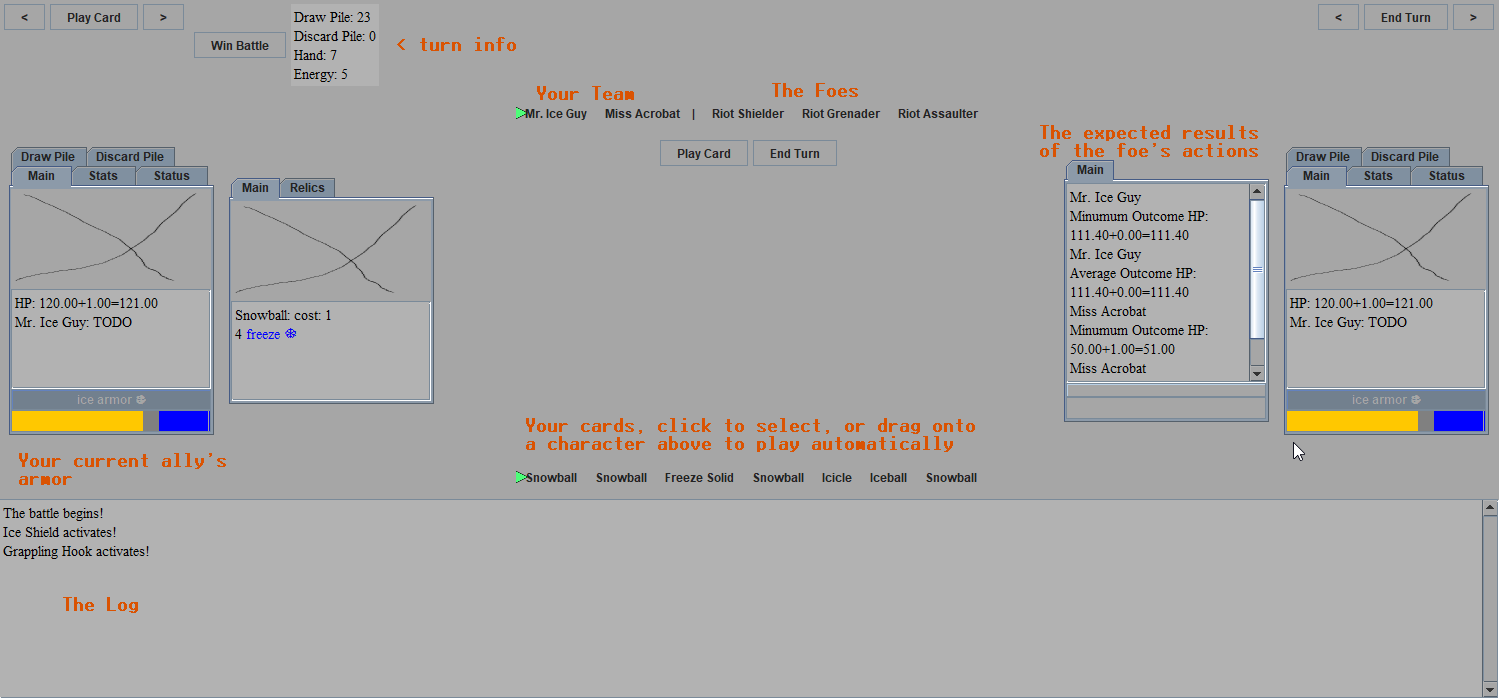 < Play Card >
Win Battle
Draw Pile: 23
Discard Pile: 0
Hand: 7
Energy: 5
< turn info
< End Turn >
Your Team
The Foes
Mr. Ice Guy Miss Acrobat | Riot Shielder Riot Grenader Riot Assaulter
Play Card End Turn
Draw Pile Discard Pile
Main Stats Status
HP: 120.00+1.00=121.00
Mr. Ice Guy: TODO
ice armor ❆
Your current ally's
armor
Main Relics
Snowball: cost: 1
4 freeze ❆
The expected results
of the foe's actions
Main
Mr. Ice Guy
Minumum Outcome HP:
111.40+0.00=111.40
Mr. Ice Guy
Average Outcome HP:
111.40+0.00=111.40
Miss Acrobat
Minumum Outcome HP:
50.00+1.00=51.00
Miss Acrobat
Draw Pile Discard Pile
Main Stats Status
HP: 120.00+1.00=121.00
Mr. Ice Guy: TODO
ice armor ❆
Your cards, click to select, or drag onto
a character above to play automatically
Snowball Snowball Freeze Solid Snowball Icicle Iceball Snowball
The battle begins!
Ice Shield activates!
Grappling Hook activates!
The Log